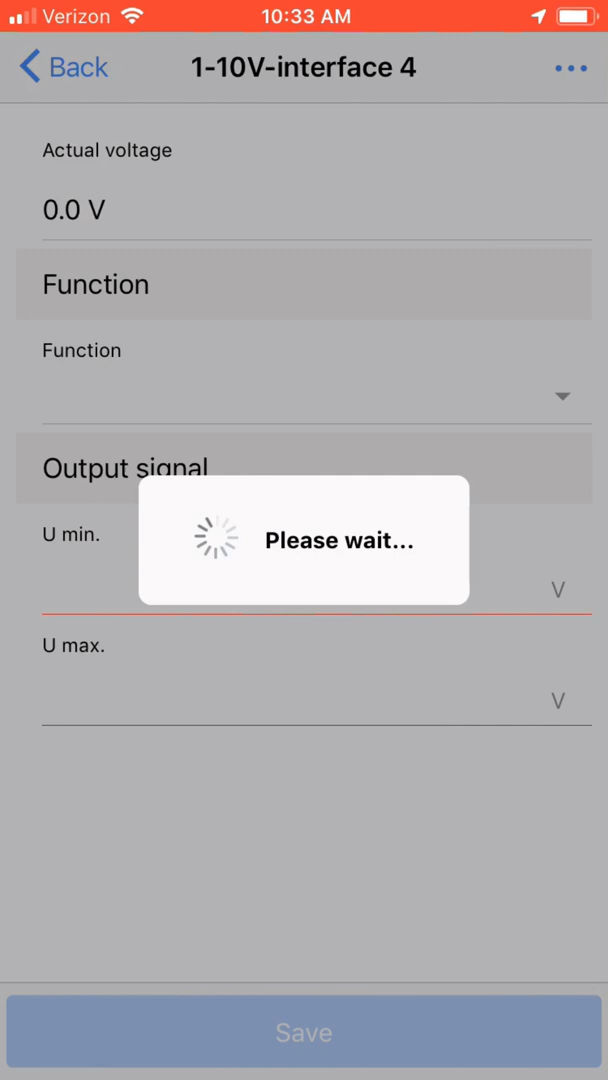 Verizon 10:33 AM
Back 1-10V-interface 4 ...
Actual voltage
0.0 V
Function
Function
Output signal
U min.
Please wait...
V
U max.
V
Save